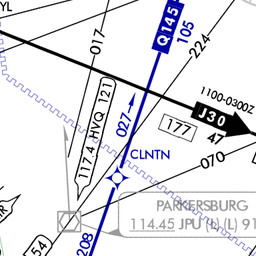 YL
Q145
105
017
224
1100-0300Z
117.4 HVQ 121
027
J30
177
47
CLNTN
070
PARKERSBURG
114.45 JPU (L) (L) 91
208
54